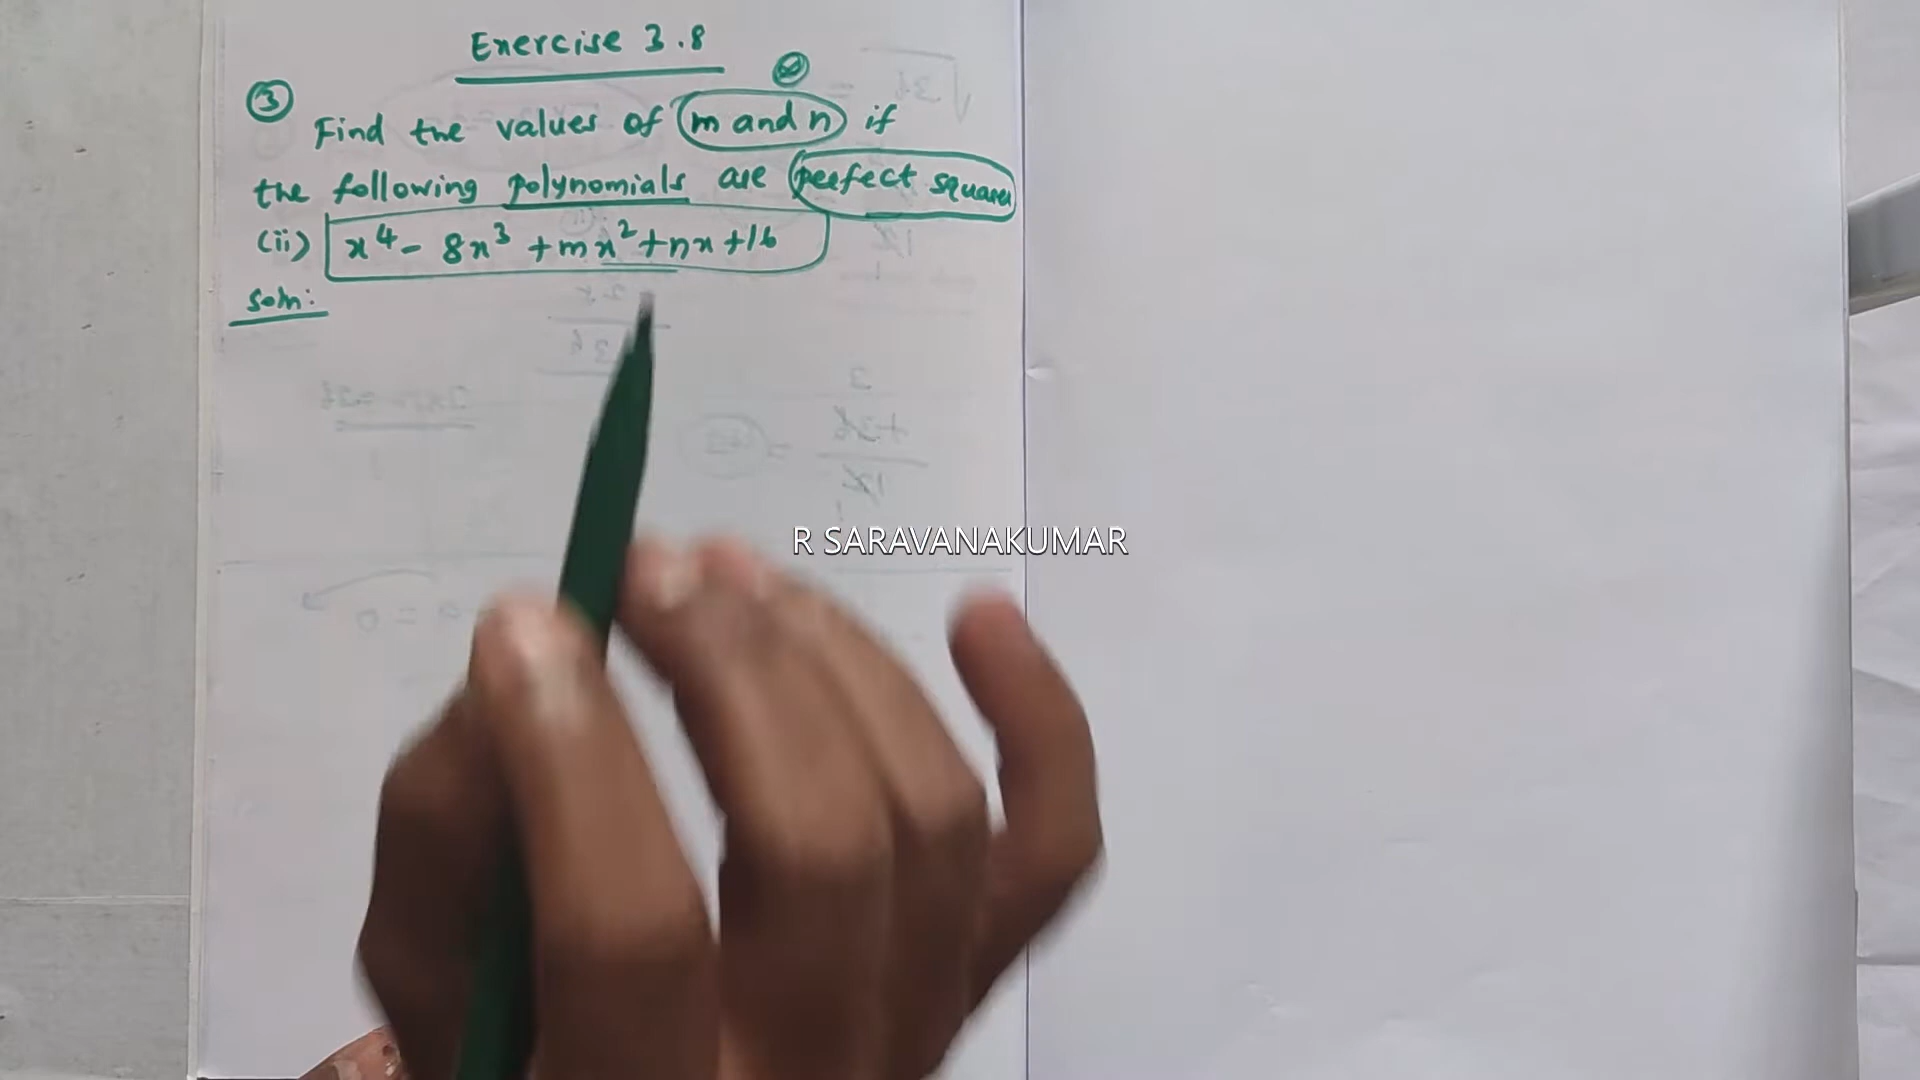 Exercise 3.8
③ Find the values of m and n if
the following polynomials are perfect squares
(ii) x⁴ - 8x³ + mx² + nx + 16
Soln:
R SARAVANAKUMAR